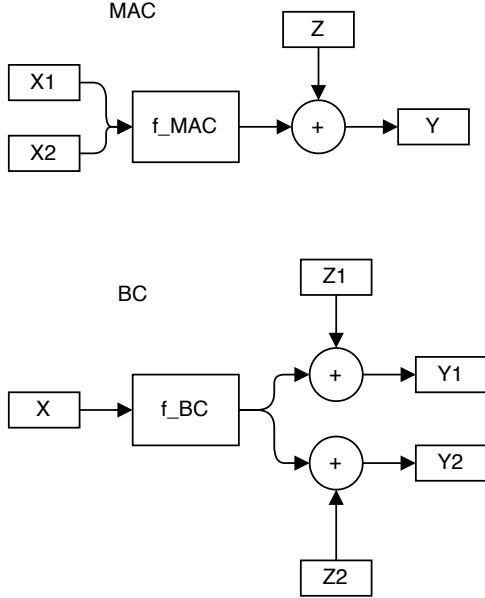 MAC
Z
X1
f_MAC
+
Y
X2
BC
Z1
+
Y1
X
f_BC
+
Y2
Z2